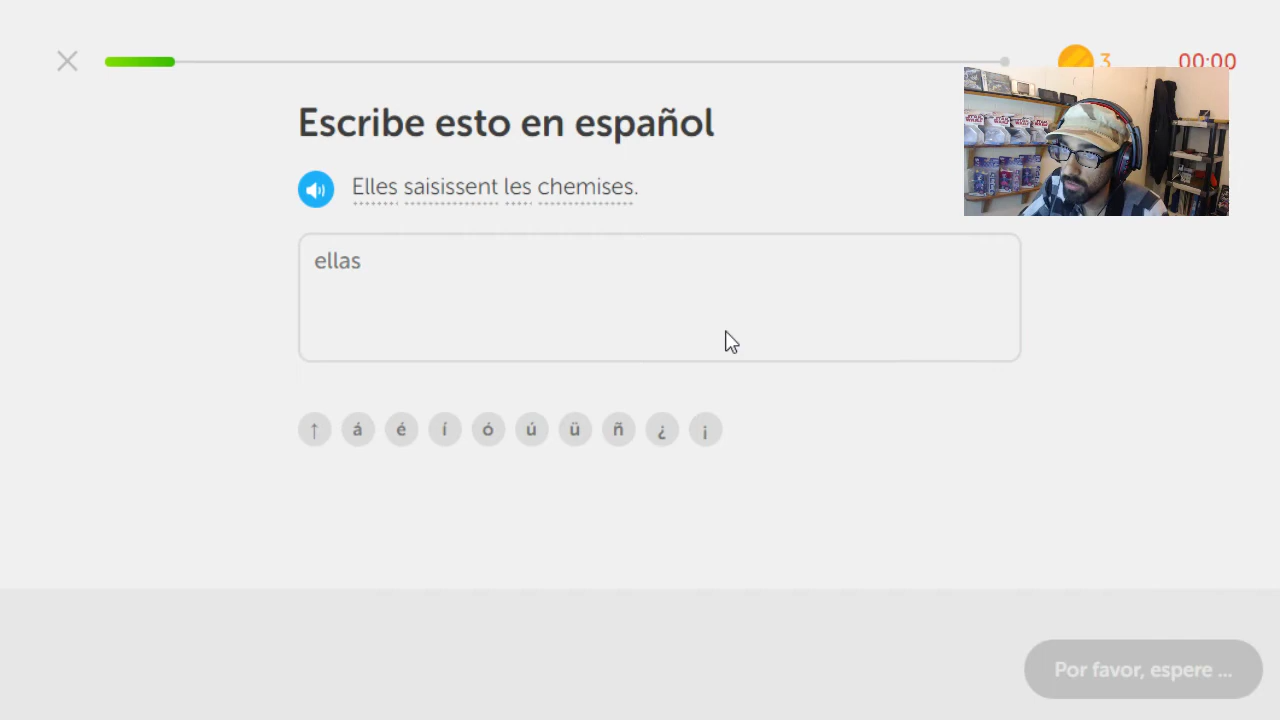 3 00:00
Escribe esto en español
Elles saisissent les chemises.
ellas
↑ á é í ó ú ü ñ ¿ ¡
Por favor, espere ...